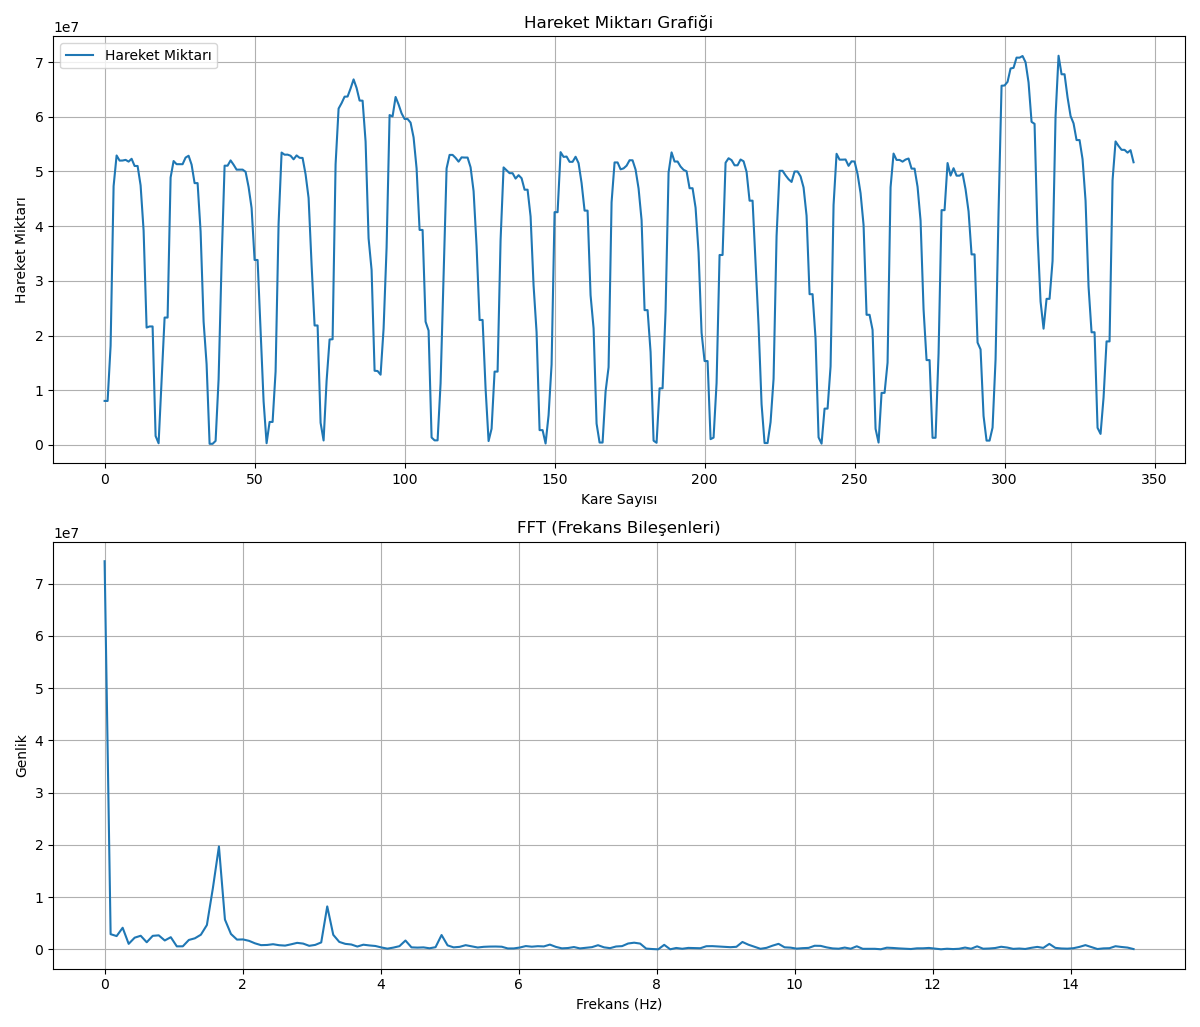 Hareket Miktarı Grafiği
1e7
Hareket Miktarı
7
6
5
4
3
2
1
0
Hareket Miktarı
0 50 100 150 200 250 300 350
Kare Sayısı
FFT (Frekans Bileşenleri)
1e7
7
6
5
4
3
2
1
0
Genlik
0 2 4 6 8 10 12 14
Frekans (Hz)